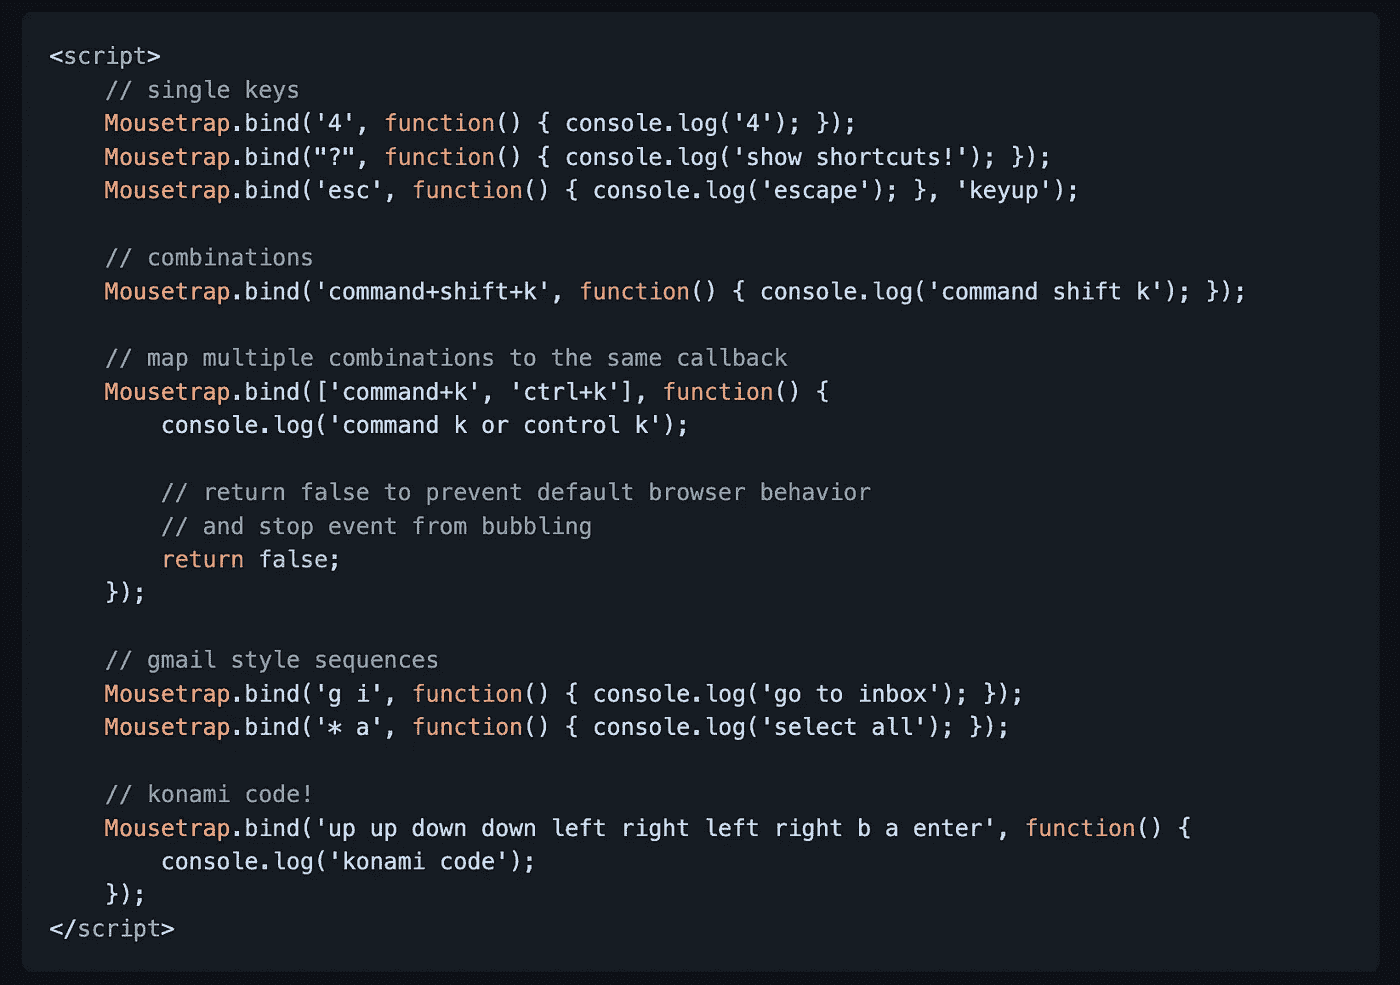 <script>
    // single keys
    Mousetrap.bind('4', function() { console.log('4'); });
    Mousetrap.bind("?", function() { console.log('show shortcuts!'); });
    Mousetrap.bind('esc', function() { console.log('escape'); }, 'keyup');

    // combinations
    Mousetrap.bind('command+shift+k', function() { console.log('command shift k'); });

    // map multiple combinations to the same callback
    Mousetrap.bind(['command+k', 'ctrl+k'], function() {
        console.log('command k or control k');

        // return false to prevent default browser behavior
        // and stop event from bubbling
        return false;
    });

    // gmail style sequences
    Mousetrap.bind('g i', function() { console.log('go to inbox'); });
    Mousetrap.bind('* a', function() { console.log('select all'); });

    // konami code!
    Mousetrap.bind('up up down down left right left right b a enter', function() {
        console.log('konami code');
    });
</script>